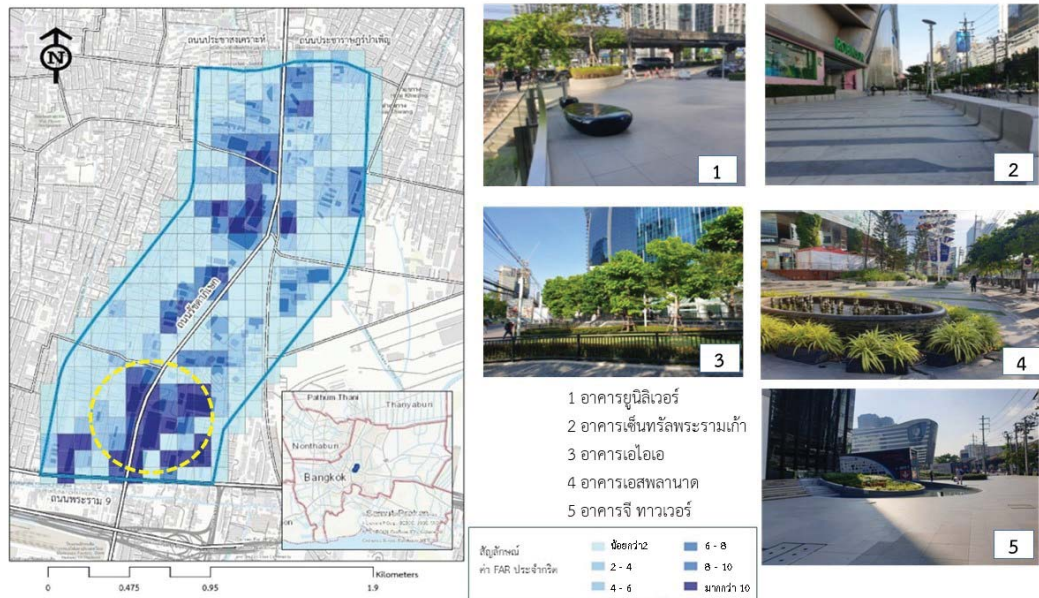 N
ถนนประชาสงเคราะห์
ถนนประชาราษฎร์บำเพ็ญ
ถนนรัชดาภิเษก
ถนนพระราม 9
Pathum Thani
Thanyaburi
Nonthaburi
Bangkok
Kilometers
0
0.475
0.95
1.9
1
2
3
4
5
1 อาคารยูนิลิเวอร์
2 อาคารเซ็นทรัลพระรามเก้า
3 อาคารเอไอเอ
4 อาคารเอสพลานาด
5 อาคารจี ทาวเวอร์
สัญลักษณ์
ค่า FAR ประจำกริด
น้อยกว่า2
2 - 4
4 - 6
6 - 8
8 - 10
มากกว่า 10